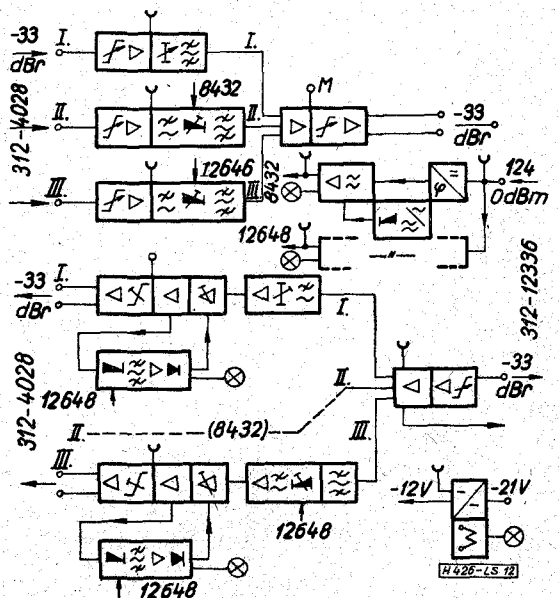 -33 I. I.
dBr
8432
312-4028
II. II. M -33
dBr
12646
III. III.
8432
φ
124
0dBm
12648
-"-
312-12336
-33 I. I.
dBr
12648
II. -33
dBr
312-4028
II. (8432) III.
III.
12648
-12V -21V
12648
H 426-LS 12